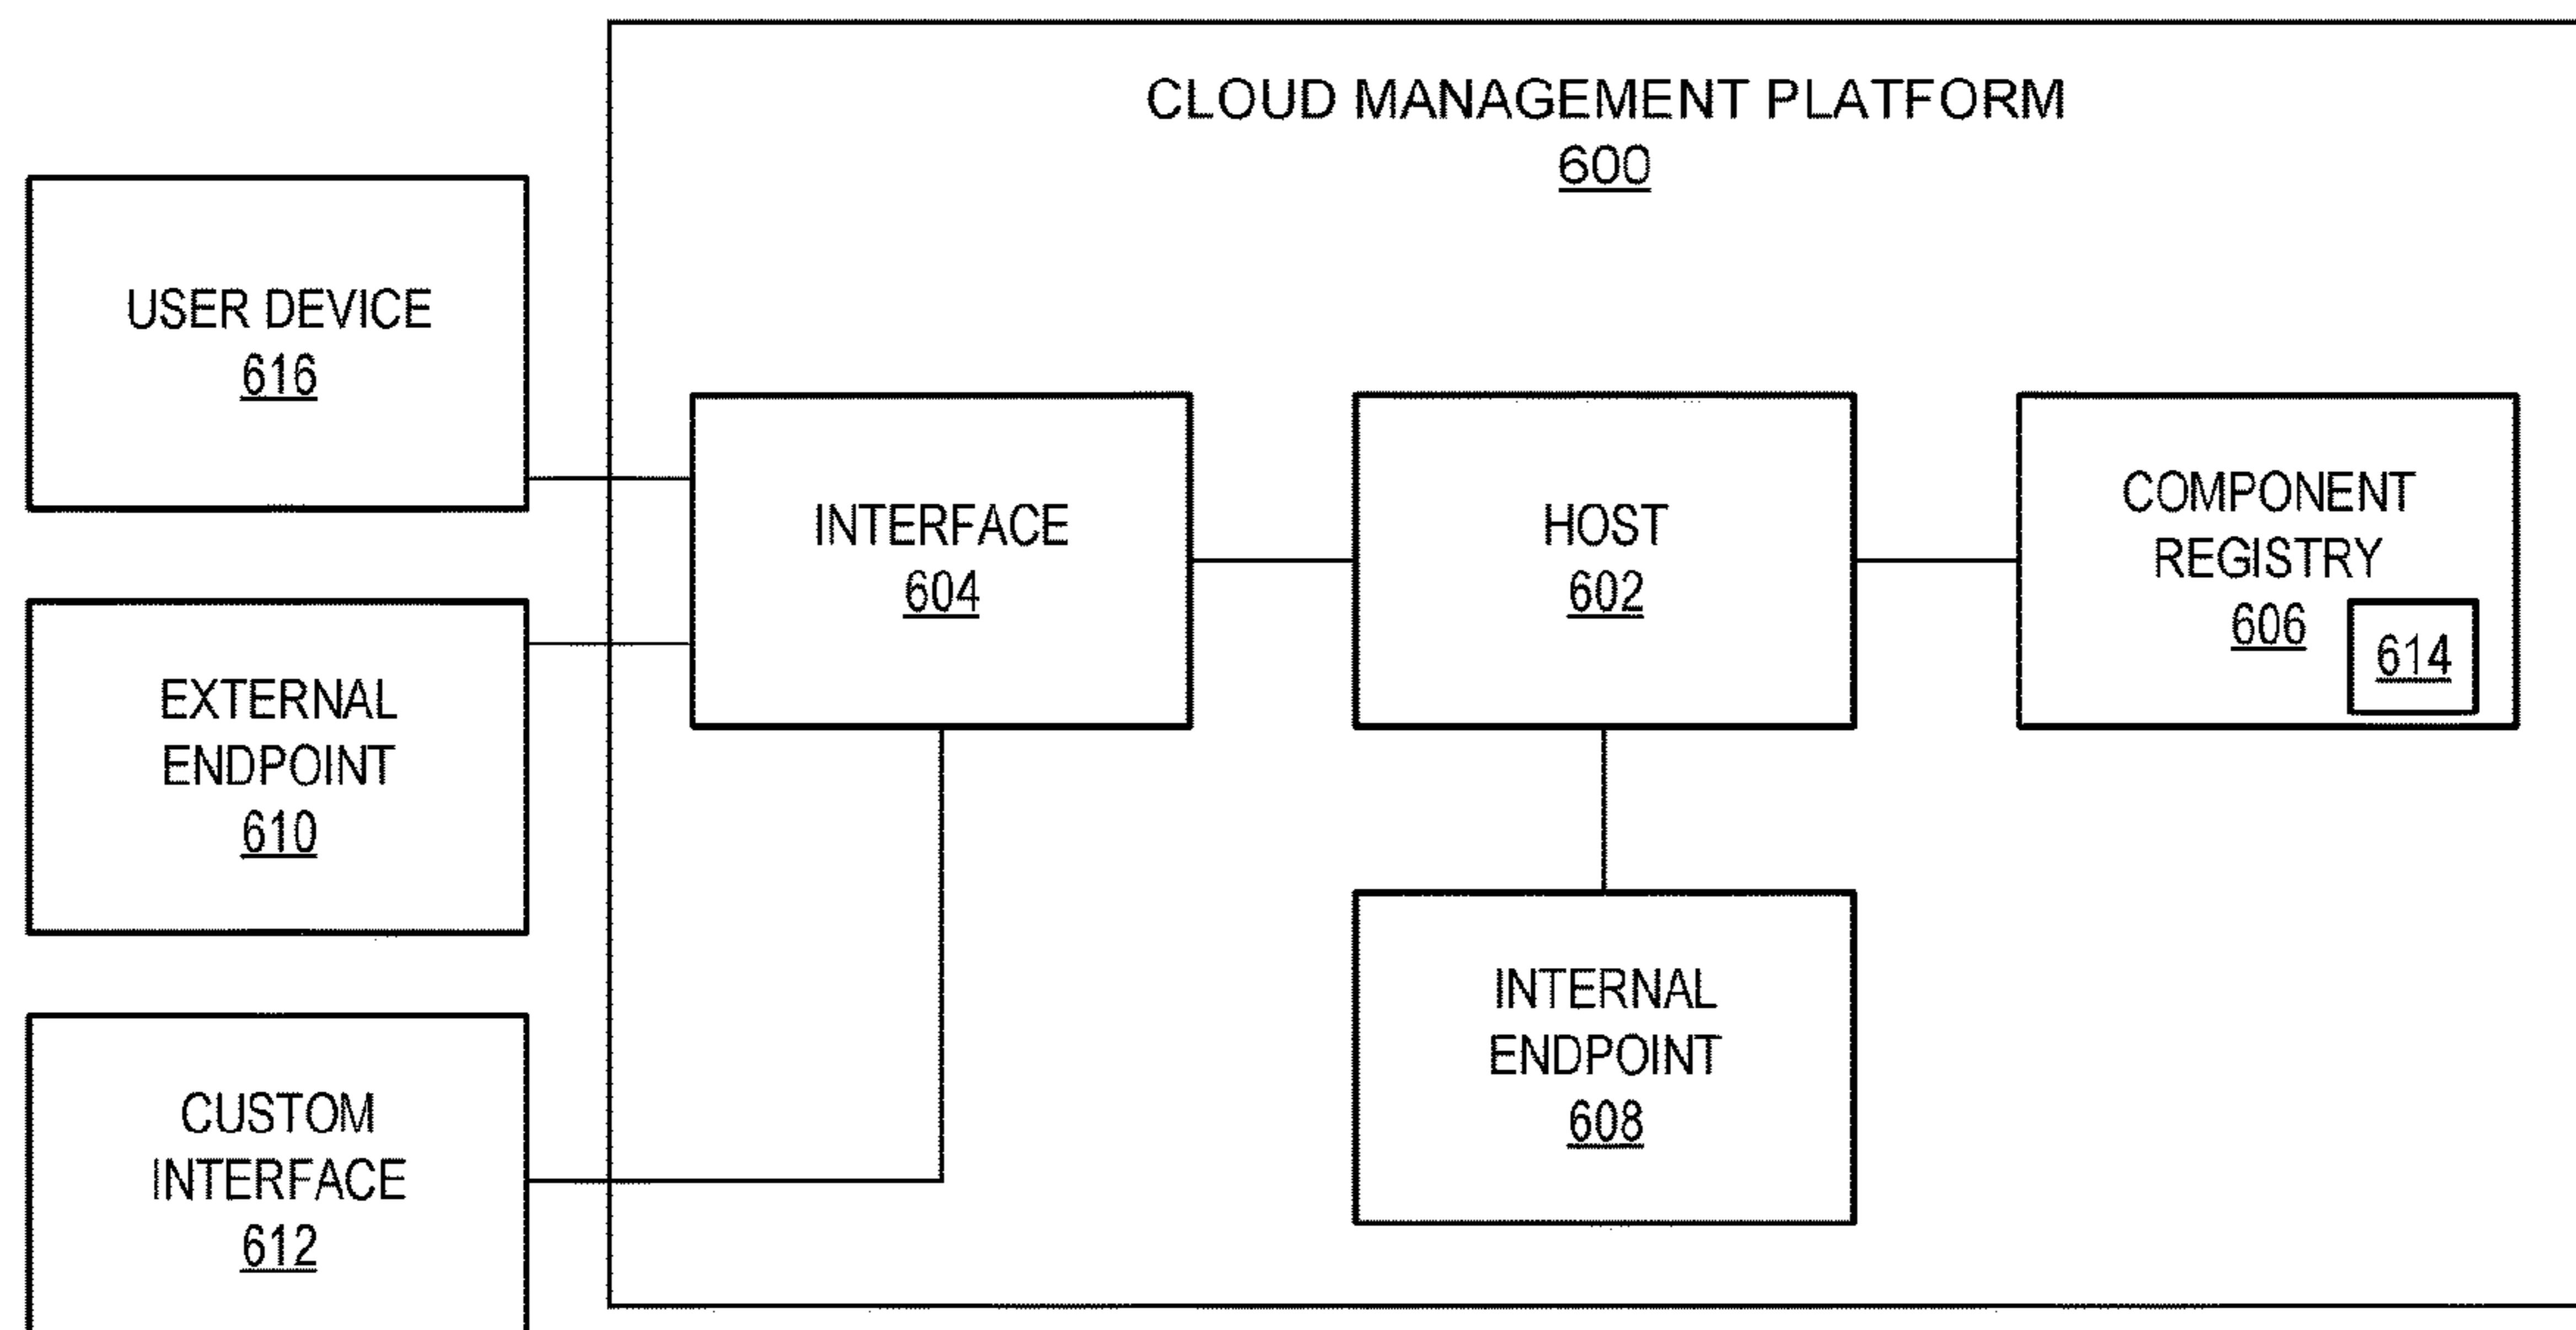 CLOUD MANAGEMENT PLATFORM
600
USER DEVICE
616
INTERFACE
604
HOST
602
COMPONENT
REGISTRY
606
614
EXTERNAL
ENDPOINT
610
INTERNAL
ENDPOINT
608
CUSTOM
INTERFACE
612